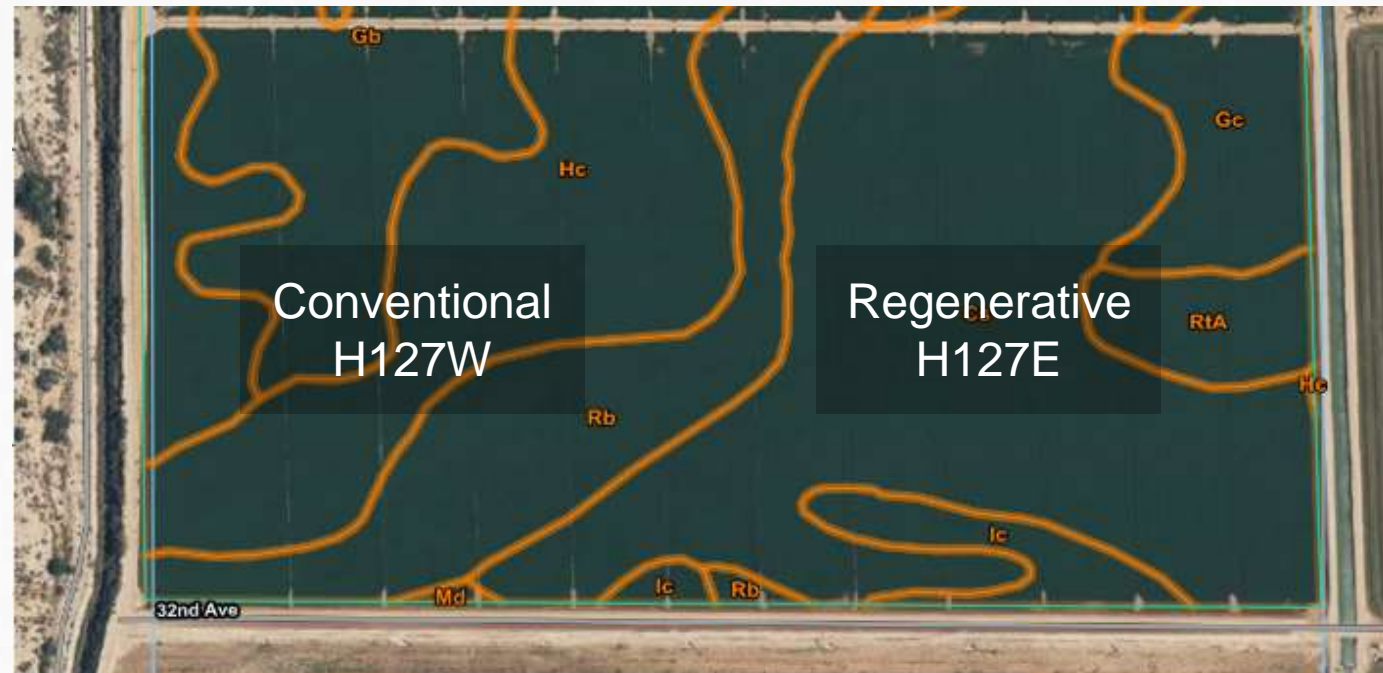 Gb
Gc
Hc
Conventional
H127W
Regenerative
H127E
RtA
Hc
Rb
Ic
Md
Ic
Rb
32nd Ave